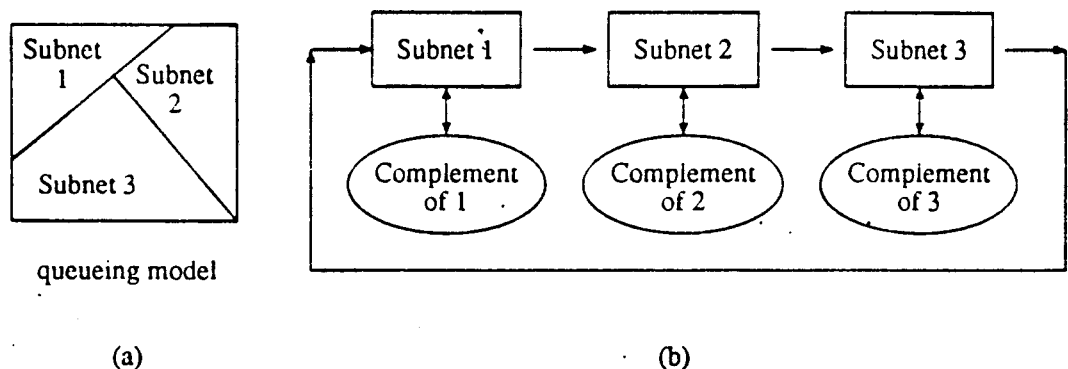 Subnet
1
Subnet
2
Subnet 3
queueing model
(a)
Subnet 1
Subnet 2
Subnet 3
Complement
of 1
Complement
of 2
Complement
of 3
(b)